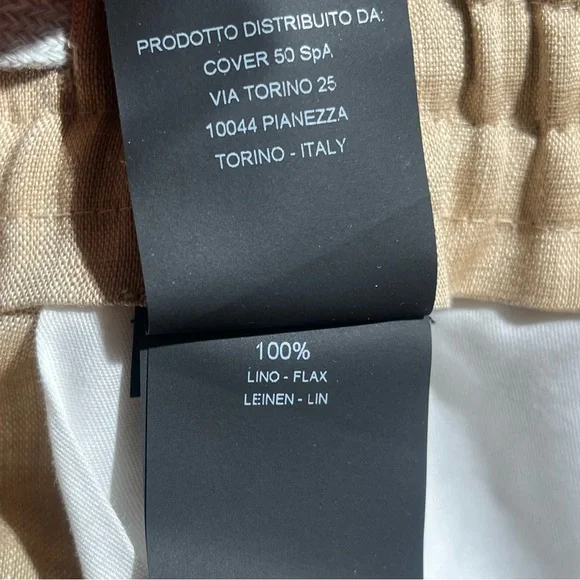 PRODOTTO DISTRIBUITO DA:
COVER 50 SpA
VIA TORINO 25
10044 PIANEZZA
TORINO - ITALY
100%
LINO - FLAX
LEINEN - LIN